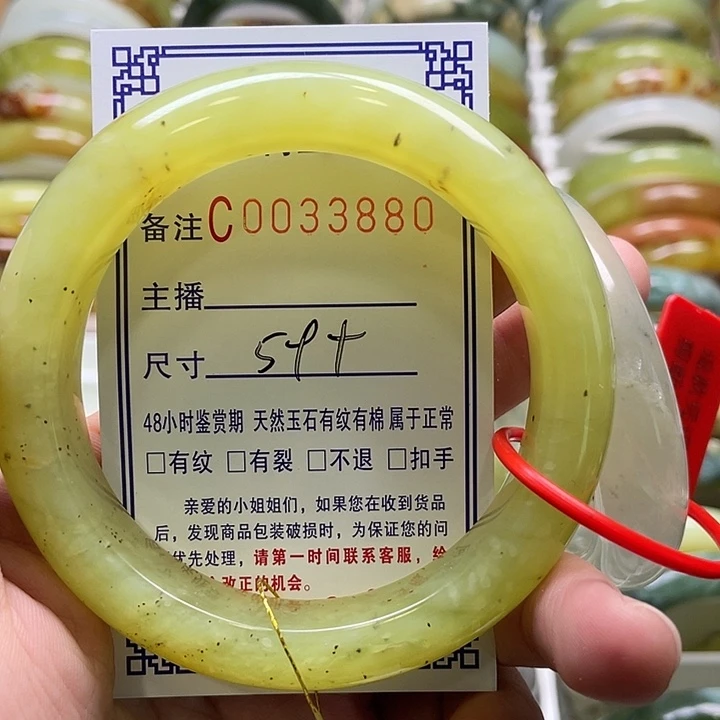 备注C0033880
主播
尺寸 59+
48小时鉴赏期 天然玉石有纹有棉属于正常
□有纹 □有裂 □不退 □扣手
亲爱的小姐姐们，如果您在收到货品
后，发现商品包装破损时，为保证您的问
优先处理，请第一时间联系客服，给
改正的机会。